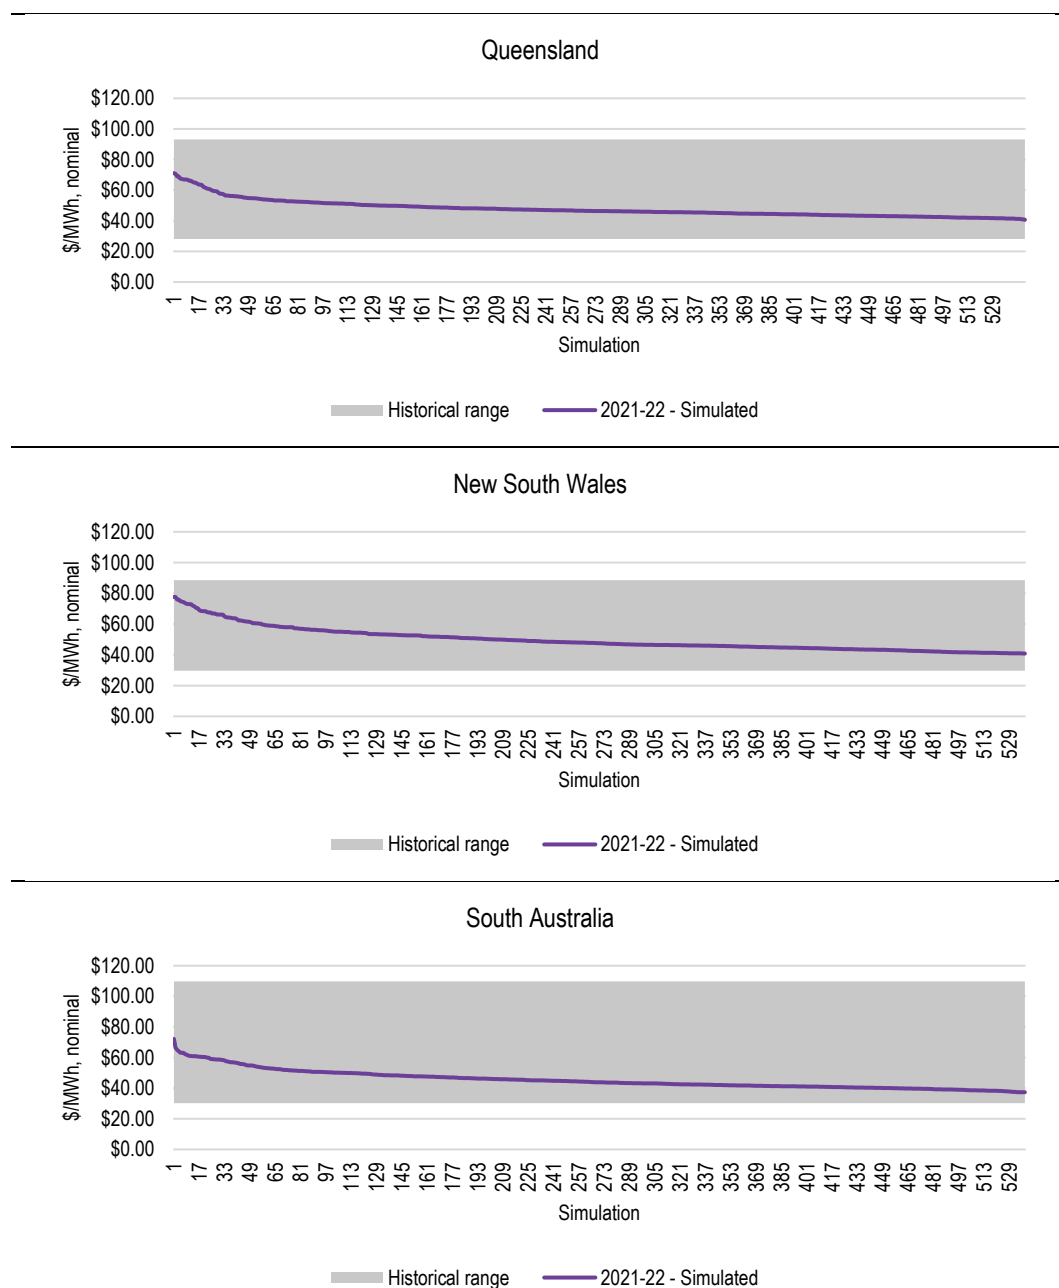 Queensland
$120.00
$100.00
$80.00
$60.00
$40.00
$20.00
$0.00
$/MWh, nominal
1 17 33 49 65 81 97 113 129 145 161 177 193 209 225 241 257 273 289 305 321 337 353 369 385 401 417 433 449 465 481 497 513 529
Simulation
Historical range 2021-22 - Simulated
New South Wales
$120.00
$100.00
$80.00
$60.00
$40.00
$20.00
$0.00
$/MWh, nominal
1 17 33 49 65 81 97 113 129 145 161 177 193 209 225 241 257 273 289 305 321 337 353 369 385 401 417 433 449 465 481 497 513 529
Simulation
Historical range 2021-22 - Simulated
South Australia
$120.00
$100.00
$80.00
$60.00
$40.00
$20.00
$0.00
$/MWh, nominal
1 17 33 49 65 81 97 113 129 145 161 177 193 209 225 241 257 273 289 305 321 337 353 369 385 401 417 433 449 465 481 497 513 529
Simulation
Historical range 2021-22 - Simulated